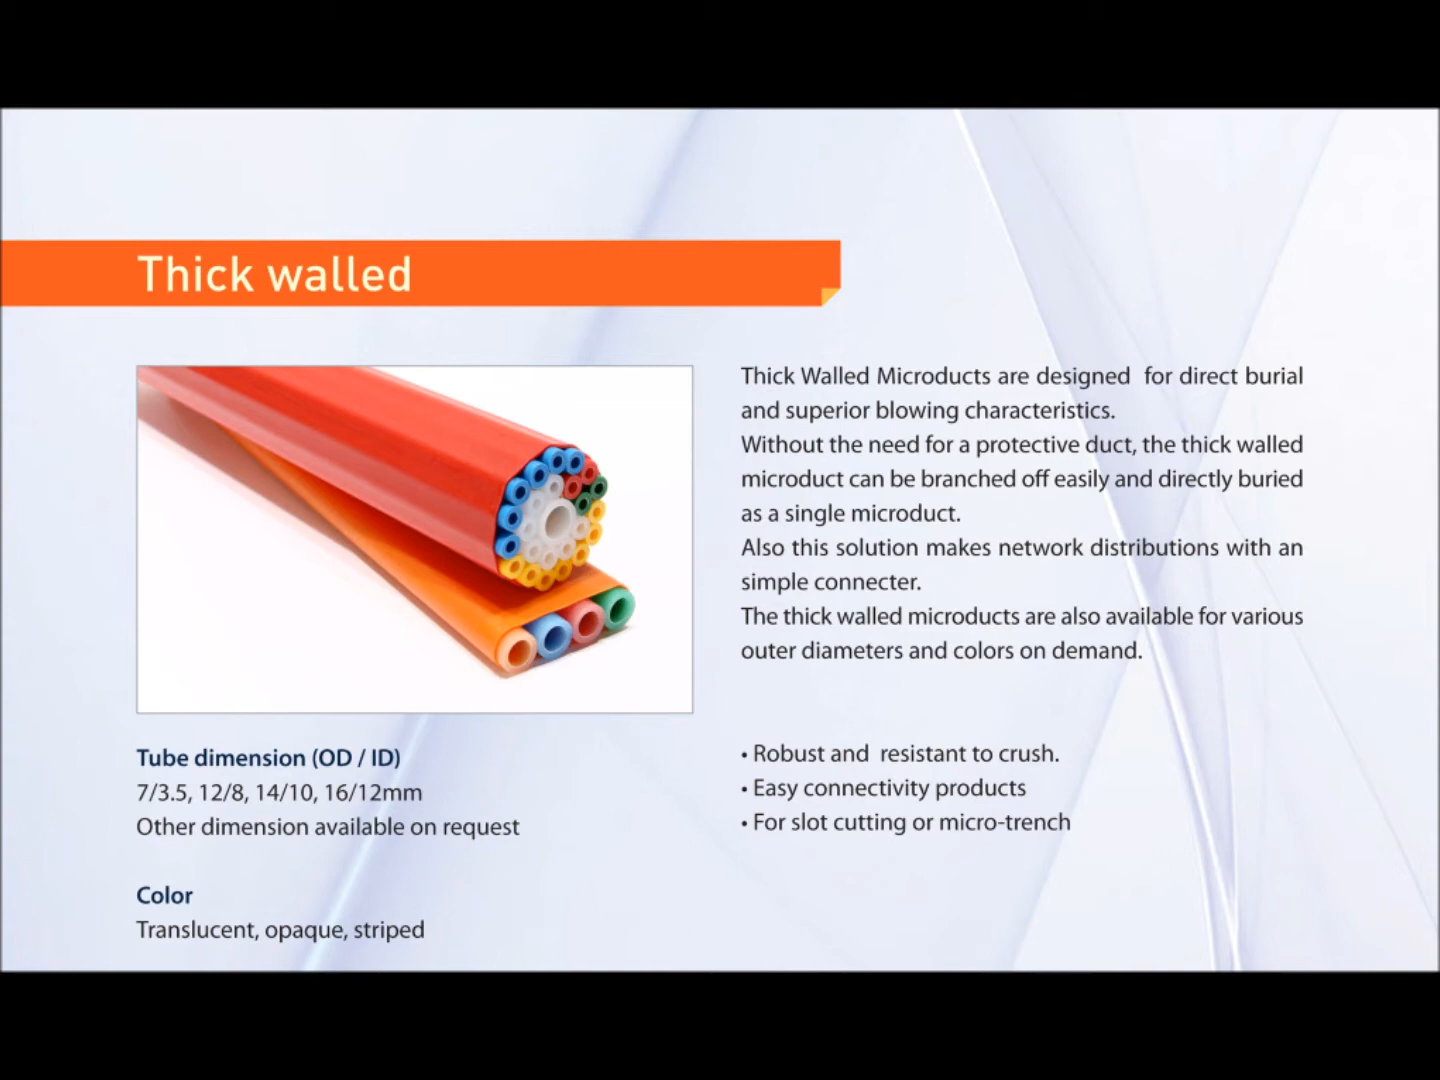 Thick walled
Thick Walled Microducts are designed  for direct burial
and superior blowing characteristics.
Without the need for a protective duct, the thick walled
microduct can be branched off easily and directly buried
as a single microduct.
Also this solution makes network distributions with an
simple connecter.
The thick walled microducts are also available for various
outer diameters and colors on demand.
Tube dimension (OD / ID)
7/3.5, 12/8, 14/10, 16/12mm
Other dimension available on request
Color
Translucent, opaque, striped
• Robust and  resistant to crush.
• Easy connectivity products
• For slot cutting or micro-trench